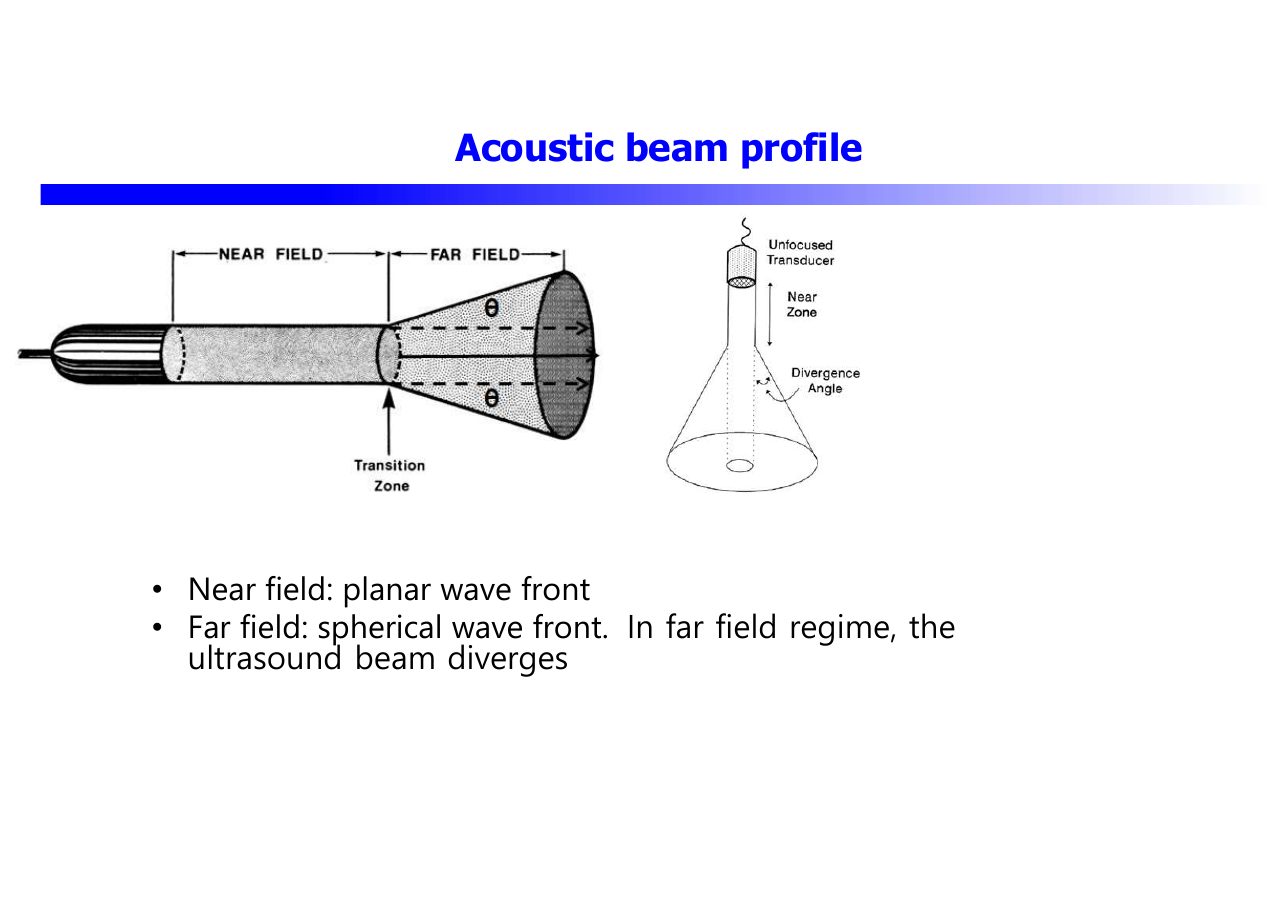 Acoustic beam profile
NEAR FIELD
FAR FIELD
θ
θ
Transition
Zone
Unfocused
Transducer
Near
Zone
Divergence
Angle
• Near field: planar wave front
• Far field: spherical wave front. In far field regime, the
ultrasound beam diverges